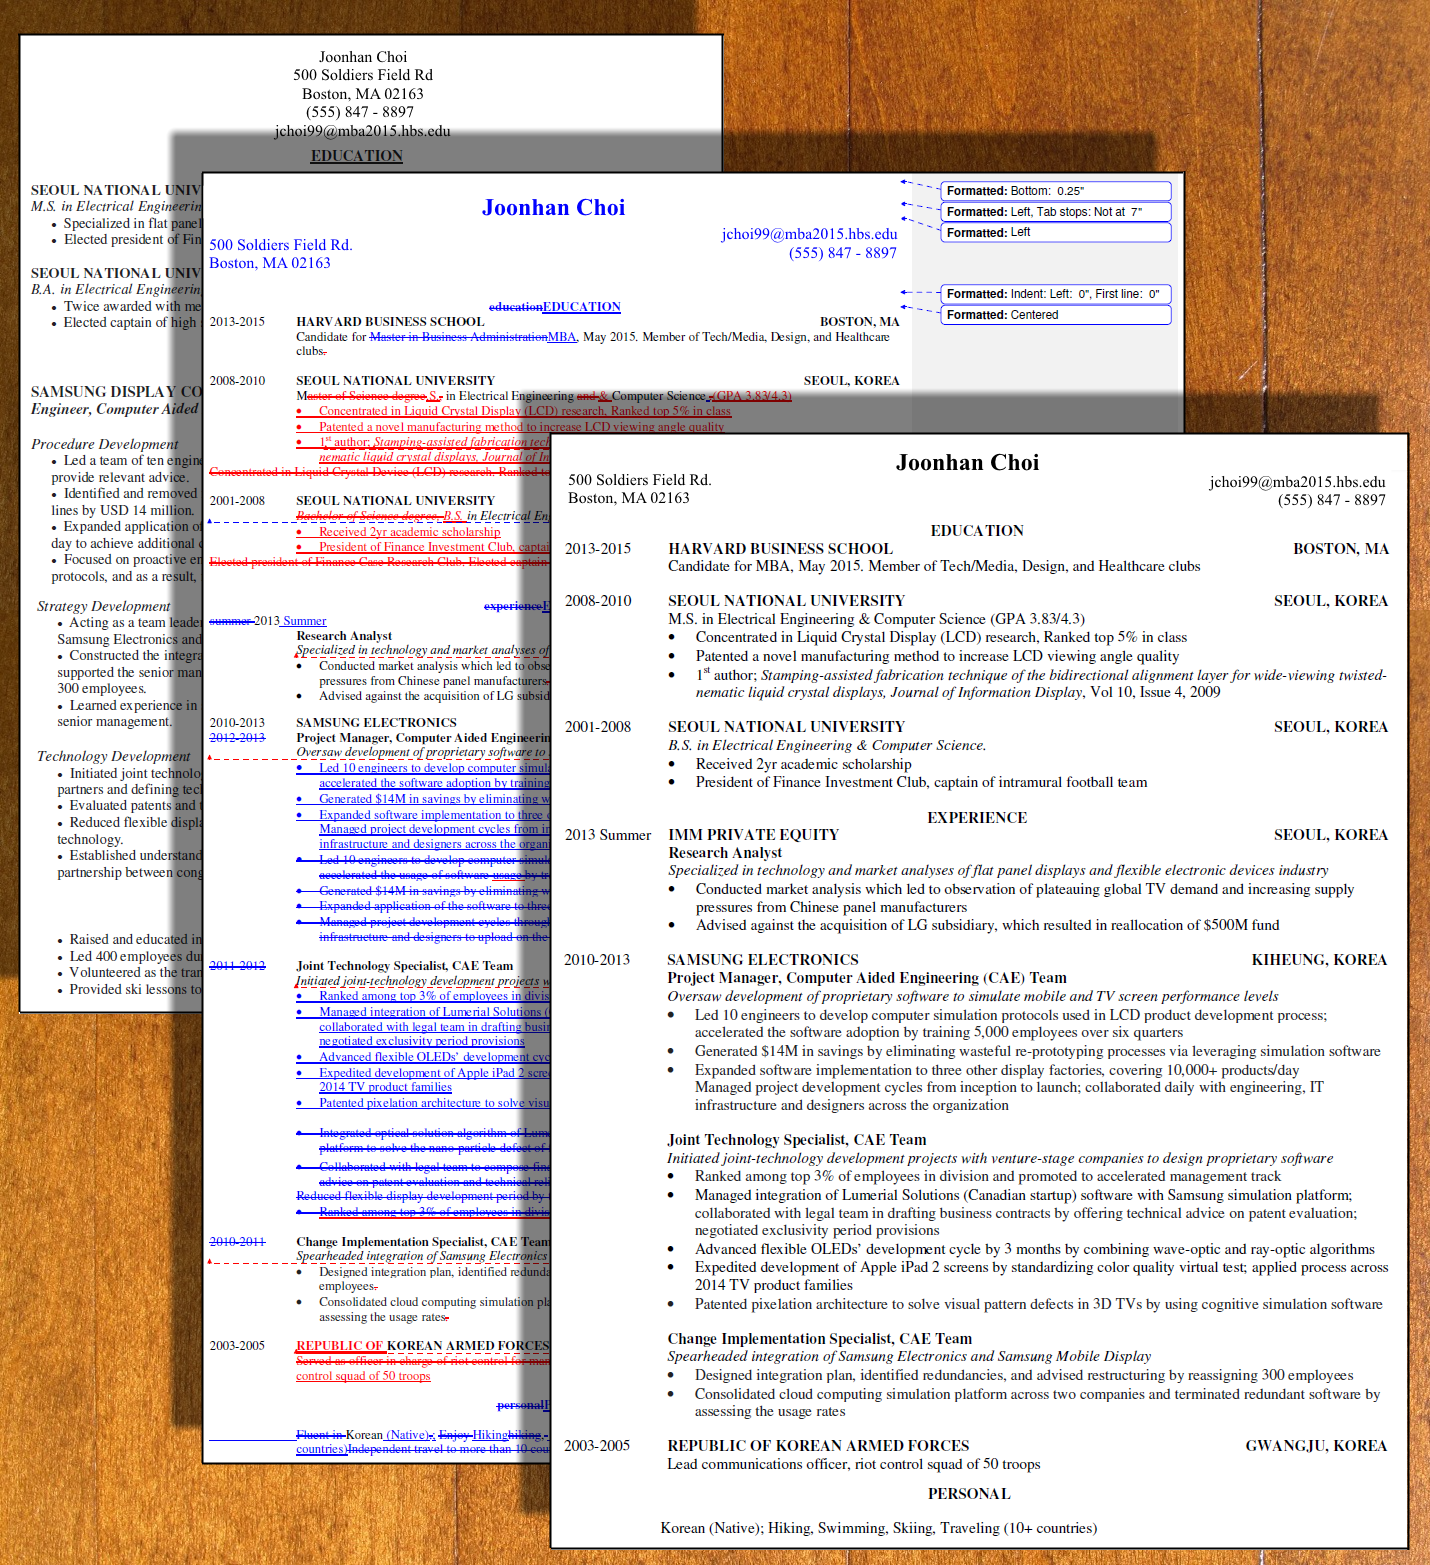 Joonhan Choi
500 Soldiers Field Rd
Boston, MA 02163
(555) 847 - 8897
jchoi99@mba2015.hbs.edu
EDUCATION
SEOUL NATIONAL UNIV
M.S. in Electrical Engineerin
• Specialized in flat panel
• Elected president of Fin
SEOUL NATIONAL UNIV
B.A. in Electrical Engineering
• Twice awarded with me
• Elected captain of high
SAMSUNG DISPLAY CO
Engineer, Computer Aided
Procedure Development
• Led a team of ten engine
provide relevant advice.
• Identified and removed
lines by USD 14 million.
• Expanded application of
day to achieve additional
• Focused on proactive en
protocols, and as a result,
Strategy Development
• Acting as a team leade
Samsung Electronics and
• Constructed the integra
supported the senior man
300 employees.
• Learned experience in
senior management.
Technology Development
• Initiated joint technolo
partners and defining tec
• Evaluated patents and t
• Reduced flexible displa
technology.
• Established understand
partnership between cong
• Raised and educated in
• Led 400 employees du
• Volunteered as the tran
• Provided ski lessons to
Joonhan Choi
500 Soldiers Field Rd.
Boston, MA 02163
jchoi99@mba2015.hbs.edu
(555) 847 - 8897
Formatted: Bottom: 0.25"
Formatted: Left, Tab stops: Not at 7"
Formatted: Left
Formatted: Indent: Left: 0", First line: 0"
Formatted: Centered
educationEDUCATION
2013-2015 HARVARD BUSINESS SCHOOL BOSTON, MA
Candidate for Master in Business AdministrationMBA, May 2015. Member of Tech/Media, Design, and Healthcare
clubs.
2008-2010 SEOUL NATIONAL UNIVERSITY SEOUL, KOREA
Master of Science degree S. in Electrical Engineering and & Computer Science (GPA 3.83/4.3)
• Concentrated in Liquid Crystal Display (LCD) research, Ranked top 5% in class
• Patented a novel manufacturing method to increase LCD viewing angle quality
• 1st author; Stamping-assisted fabrication tech
nematic liquid crystal displays, Journal of In
Concentrated in Liquid Crystal Device (LCD) research. Ranked to
2001-2008 SEOUL NATIONAL UNIVERSITY
Bachelor of Science degree. B.S. in Electrical En
• Received 2yr academic scholarship
• President of Finance Investment Club, captai
Elected president of Finance Case Research Club. Elected captain
experienceE
summer 2013 Summer
Research Analyst
Specialized in technology and market analyses of
• Conducted market analysis which led to obse
pressures from Chinese panel manufacturers.
• Advised against the acquisition of LG subsid
2010-2013 SAMSUNG ELECTRONICS
2012-2013 Project Manager, Computer Aided Engineerin
Oversaw development of proprietary software to
• Led 10 engineers to develop computer simula
accelerated the software adoption by training
• Generated $14M in savings by eliminating w
• Expanded software implementation to three
Managed project development cycles from in
infrastructure and designers across the organi
• Led 10 engineers to develop computer simul
accelerated the usage of software usage by tr
• Generated $14M in savings by eliminating w
• Expanded application of the software to three
• Managed project development cycles through
infrastructure and designers to upload on the
2011-2012 Joint Technology Specialist, CAE Team
Initiated joint-technology development projects w
• Ranked among top 3% of employees in divis
• Managed integration of Lumerial Solutions (
collaborated with legal team in drafting busin
negotiated exclusivity period provisions
• Advanced flexible OLEDs' development cyc
• Expedited development of Apple iPad 2 scre
2014 TV product families
• Patented pixelation architecture to solve visu
• Integrated optical solution algorithm of Lume
platform to solve the nano-particle defect of
• Collaborated with legal team to compose fin
advice on patent evaluation and technical reli
Reduced flexible display development period by
• Ranked among top 3% of employees in divis
2010-2011 Change Implementation Specialist, CAE Team
Spearheaded integration of Samsung Electronics
• Designed integration plan, identified redunda
employees.
• Consolidated cloud computing simulation pla
assessing the usage rates.
2003-2005 REPUBLIC OF KOREAN ARMED FORCES
Served as officer in charge of riot control for man
control squad of 50 troops
personalP
Fluent in Korean (Native); Enjoy Hikinghiking,
countries)Independent travel to more than 10 cou
Joonhan Choi
500 Soldiers Field Rd.
Boston, MA 02163
jchoi99@mba2015.hbs.edu
(555) 847 - 8897
EDUCATION
2013-2015 HARVARD BUSINESS SCHOOL BOSTON, MA
Candidate for MBA, May 2015. Member of Tech/Media, Design, and Healthcare clubs
2008-2010 SEOUL NATIONAL UNIVERSITY SEOUL, KOREA
M.S. in Electrical Engineering & Computer Science (GPA 3.83/4.3)
• Concentrated in Liquid Crystal Display (LCD) research, Ranked top 5% in class
• Patented a novel manufacturing method to increase LCD viewing angle quality
• 1st author; Stamping-assisted fabrication technique of the bidirectional alignment layer for wide-viewing twisted-
nematic liquid crystal displays, Journal of Information Display, Vol 10, Issue 4, 2009
2001-2008 SEOUL NATIONAL UNIVERSITY SEOUL, KOREA
B.S. in Electrical Engineering & Computer Science.
• Received 2yr academic scholarship
• President of Finance Investment Club, captain of intramural football team
EXPERIENCE
2013 Summer IMM PRIVATE EQUITY SEOUL, KOREA
Research Analyst
Specialized in technology and market analyses of flat panel displays and flexible electronic devices industry
• Conducted market analysis which led to observation of plateauing global TV demand and increasing supply
pressures from Chinese panel manufacturers
• Advised against the acquisition of LG subsidiary, which resulted in reallocation of $500M fund
2010-2013 SAMSUNG ELECTRONICS KIHEUNG, KOREA
Project Manager, Computer Aided Engineering (CAE) Team
Oversaw development of proprietary software to simulate mobile and TV screen performance levels
• Led 10 engineers to develop computer simulation protocols used in LCD product development process;
accelerated the software adoption by training 5,000 employees over six quarters
• Generated $14M in savings by eliminating wasteful re-prototyping processes via leveraging simulation software
• Expanded software implementation to three other display factories, covering 10,000+ products/day
Managed project development cycles from inception to launch; collaborated daily with engineering, IT
infrastructure and designers across the organization
Joint Technology Specialist, CAE Team
Initiated joint-technology development projects with venture-stage companies to design proprietary software
• Ranked among top 3% of employees in division and promoted to accelerated management track
• Managed integration of Lumerial Solutions (Canadian startup) software with Samsung simulation platform;
collaborated with legal team in drafting business contracts by offering technical advice on patent evaluation;
negotiated exclusivity period provisions
• Advanced flexible OLEDs' development cycle by 3 months by combining wave-optic and ray-optic algorithms
• Expedited development of Apple iPad 2 screens by standardizing color quality virtual test; applied process across
2014 TV product families
• Patented pixelation architecture to solve visual pattern defects in 3D TVs by using cognitive simulation software
Change Implementation Specialist, CAE Team
Spearheaded integration of Samsung Electronics and Samsung Mobile Display
• Designed integration plan, identified redundancies, and advised restructuring by reassigning 300 employees
• Consolidated cloud computing simulation platform across two companies and terminated redundant software by
assessing the usage rates
2003-2005 REPUBLIC OF KOREAN ARMED FORCES GWANGJU, KOREA
Lead communications officer, riot control squad of 50 troops
PERSONAL
Korean (Native); Hiking, Swimming, Skiing, Traveling (10+ countries)